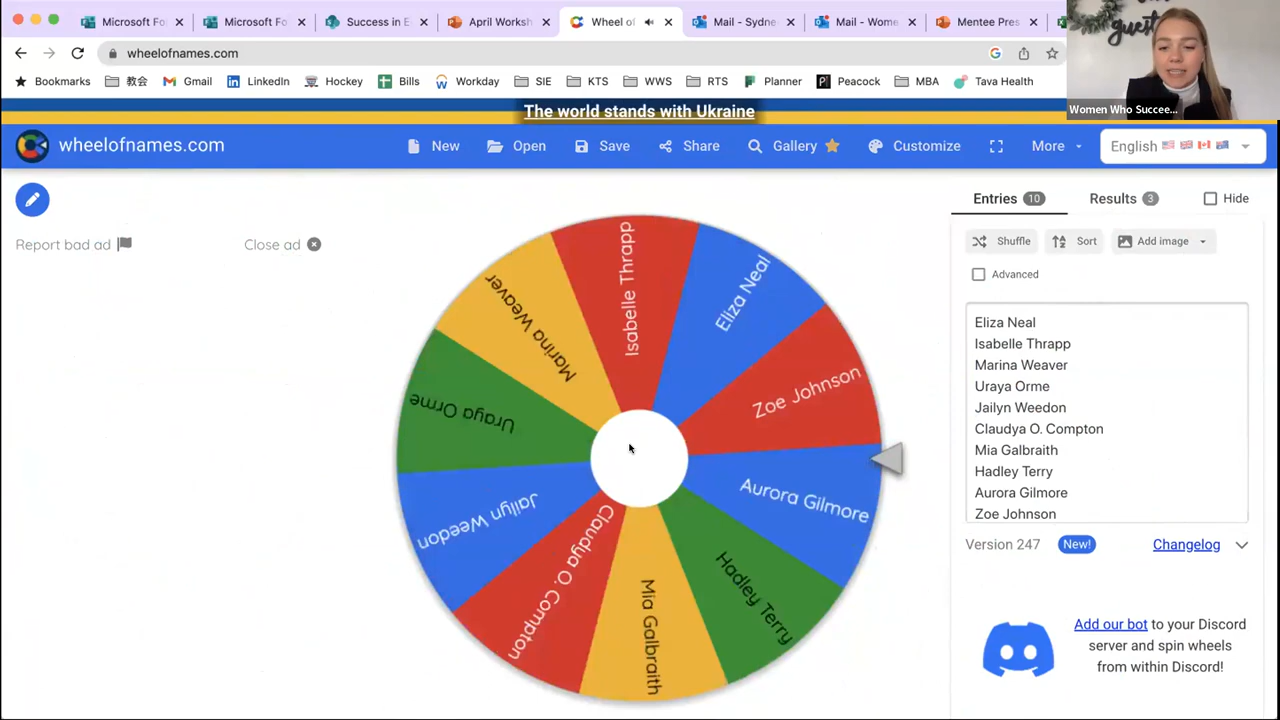 Microsoft Fo
Microsoft Fo
Success in E
April Worksh
Wheel of
Mail - Sydne
Mail - Wome
Mentee Pres
wheelofnames.com
Bookmarks
教会
Gmail
LinkedIn
Hockey
Bills
Workday
SIE
KTS
WWS
RTS
Planner
Peacock
MBA
Tava Health
guest
Women Who Succee...
The world stands with Ukraine
wheelofnames.com
New
Open
Save
Share
Gallery
Customize
More
English
Report bad ad
Close ad
Isabelle Thrapp
Eliza Neal
Zoe Johnson
Aurora Gilmore
Hadley Terry
Mia Galbraith
Claudya O. Compton
Jailyn Weedon
Uraya Orme
Marina Weaver
Entries 10
Results 3
Hide
Shuffle
Sort
Add image
Advanced
Eliza Neal
Isabelle Thrapp
Marina Weaver
Uraya Orme
Jailyn Weedon
Claudya O. Compton
Mia Galbraith
Hadley Terry
Aurora Gilmore
Zoe Johnson
Version 247
New!
Changelog
Add our bot to your Discord
server and spin wheels
from within Discord!